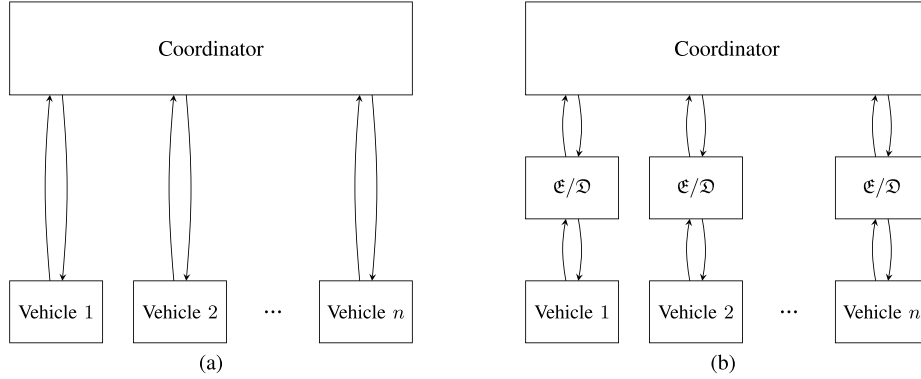 Coordinator
Vehicle 1
Vehicle 2
...
Vehicle n
(a)
Coordinator
𝔈/𝔇
𝔈/𝔇
𝔈/𝔇
Vehicle 1
Vehicle 2
...
Vehicle n
(b)